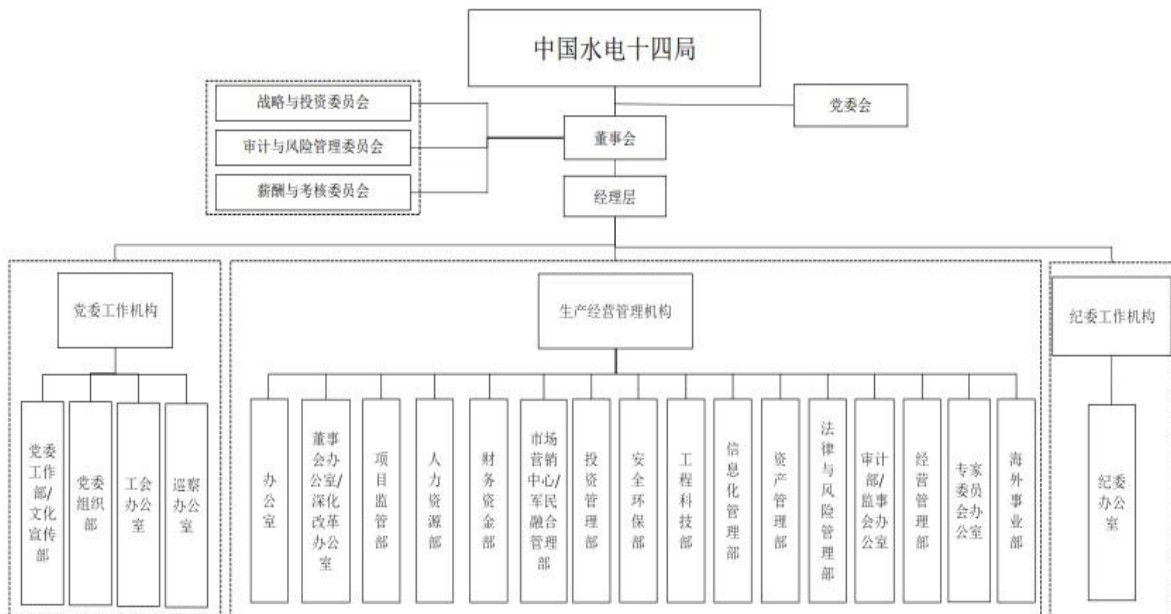 中国水电十四局
党委会
战略与投资委员会
审计与风险管理委员会
薪酬与考核委员会
董事会
经理层
党委工作机构
生产经营管理机构
纪委工作机构
党委
工作
部/
文化
宣传
部
党委
组织
部
工会
办公
室
巡察
办公
室
办
公
室
董事
会办
公室/
深化
改革
办公
室
项
目
监
管
部
人
力
资
源
部
财
务
资
金
部
市场
营销
中心/
军民
融合
管理
部
投
资
管
理
部
安
全
环
保
部
工
程
科
技
部
信
息
化
管
理
部
资
产
管
理
部
法
律
与
风
险
管
理
部
审计
部/
监事
会办
公室
经
营
管
理
部
专家
委员
会办
公室
海
外
事
业
部
纪委
办公
室